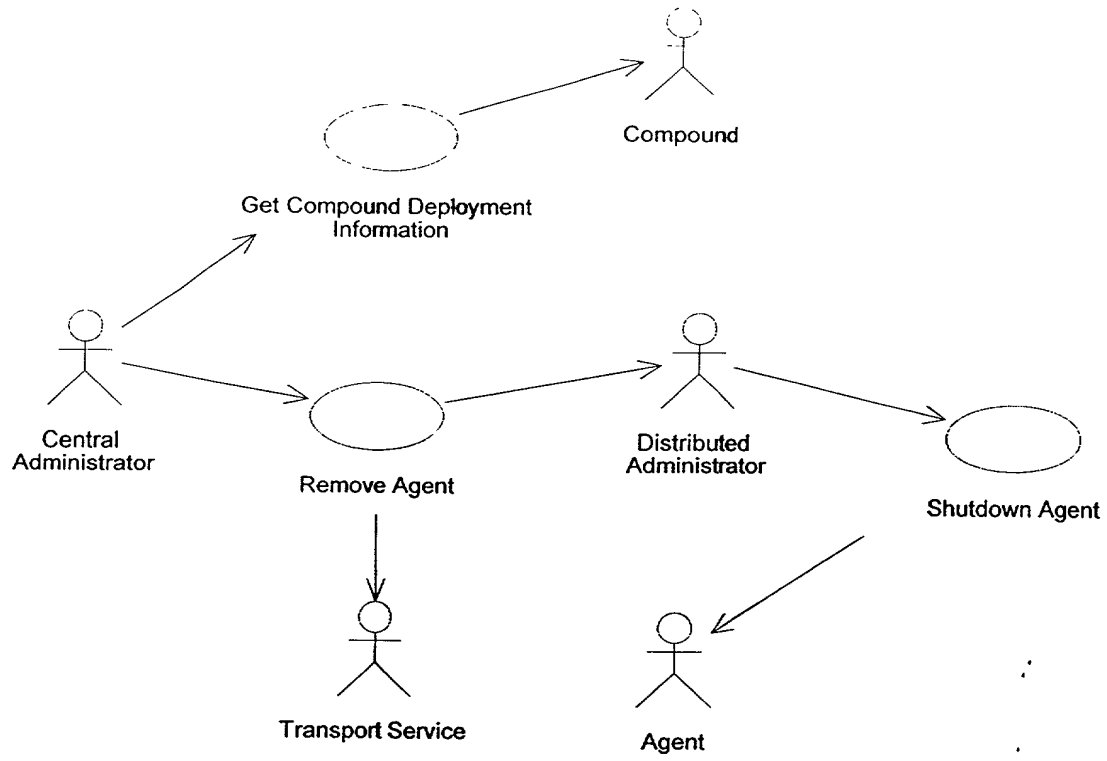 Compound
Get Compound Deployment
Information
Central
Administrator
Remove Agent
Distributed
Administrator
Shutdown Agent
Transport Service
Agent